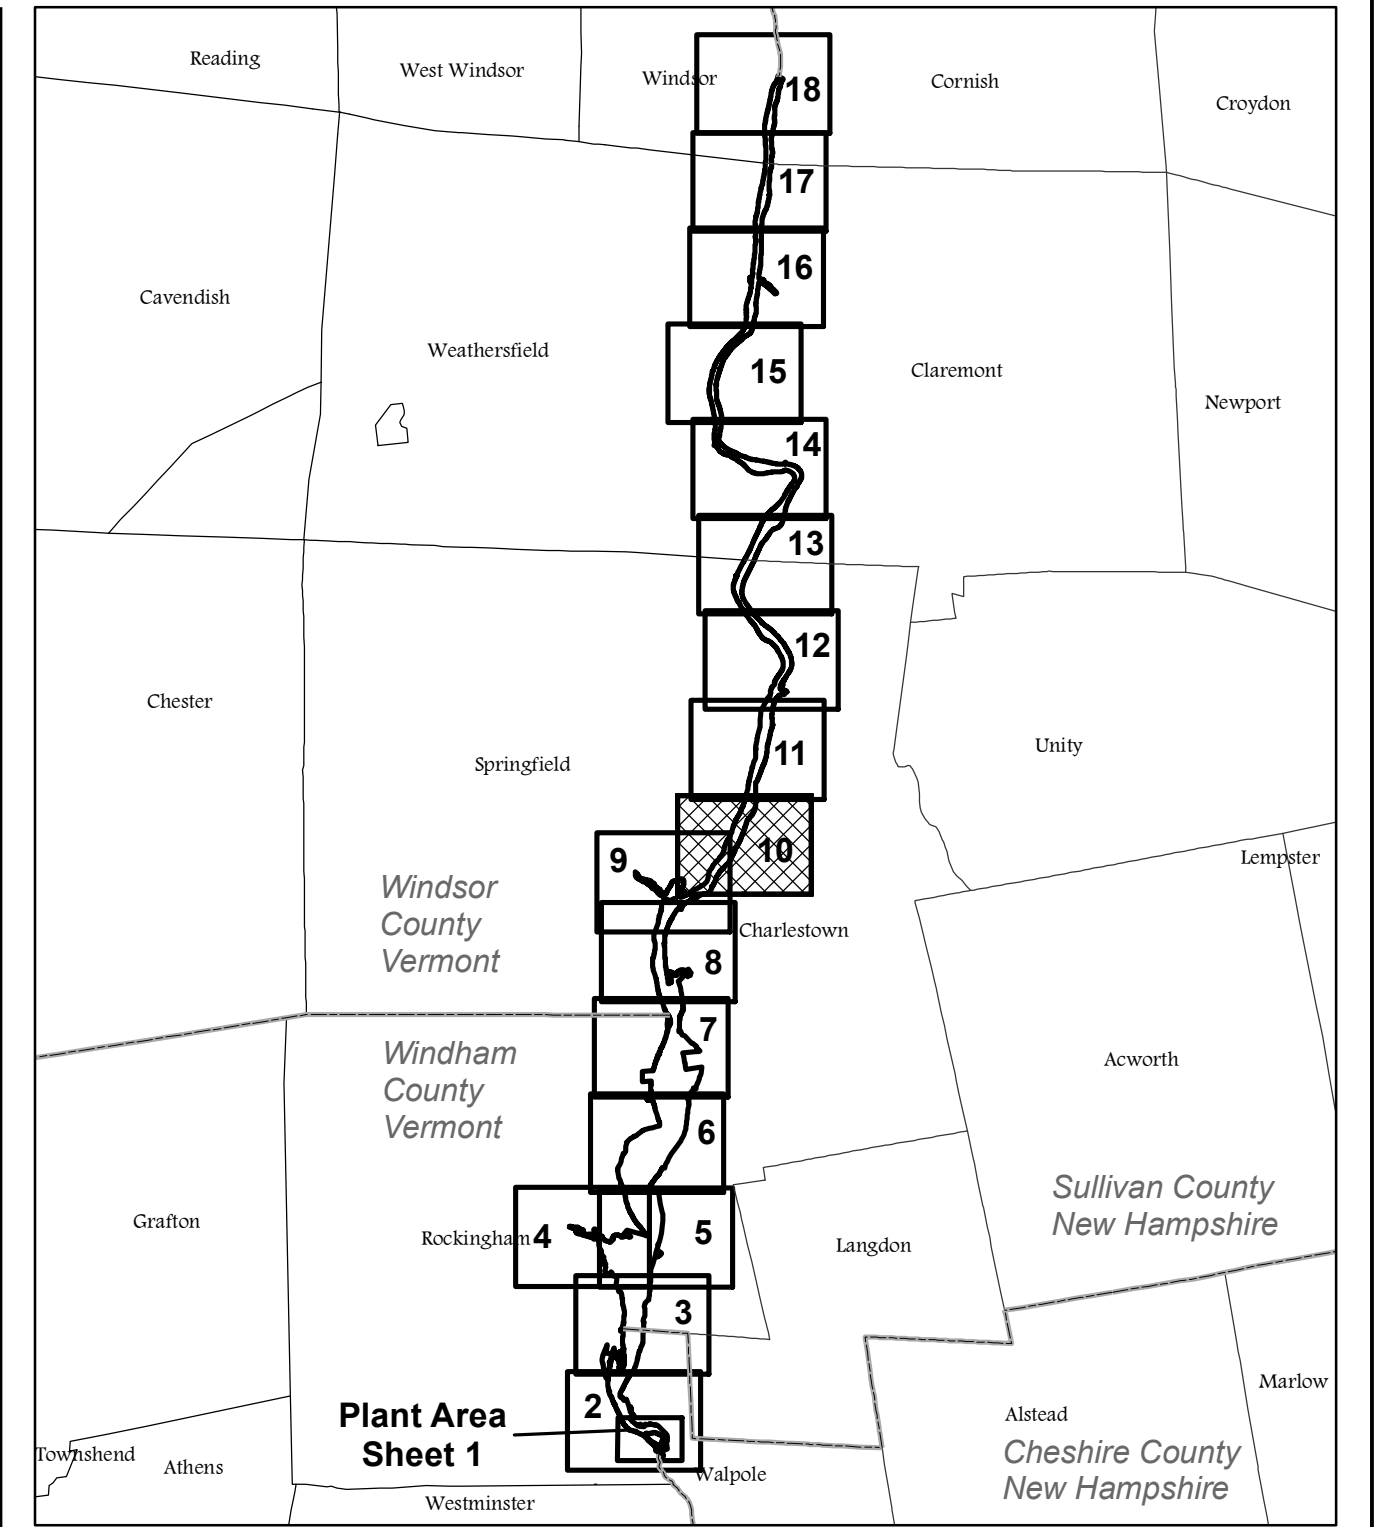 Reading
West Windsor
Windsor
18
Cornish
Croydon
17
16
Cavendish
Weathersfield
15
Claremont
Newport
14
13
12
Chester
11
Unity
Springfield
10
9
Lempster
Windsor
County
Vermont
Charlestown
8
7
Windham
County
Vermont
Acworth
6
Sullivan County
New Hampshire
Grafton
Rockingham
4
5
Langdon
3
Marlow
2
Plant Area
Sheet 1
Alstead
Cheshire County
New Hampshire
Townshend
Athens
Walpole
Westminster